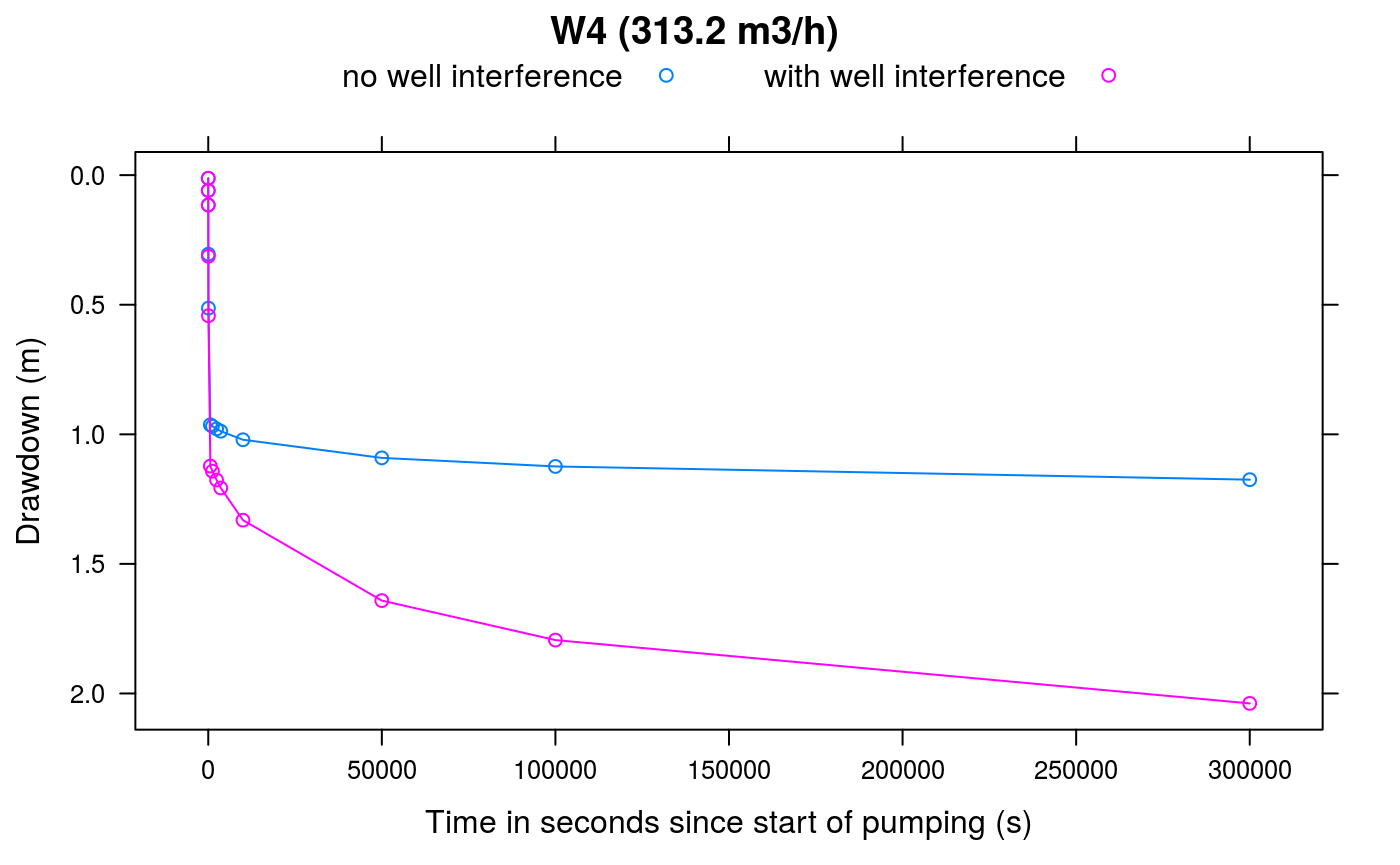 W4 (313.2 m3/h)
no well interference with well interference
0.0
0.5
1.0
1.5
2.0
Drawdown (m)
0 50000 100000 150000 200000 250000 300000
Time in seconds since start of pumping (s)